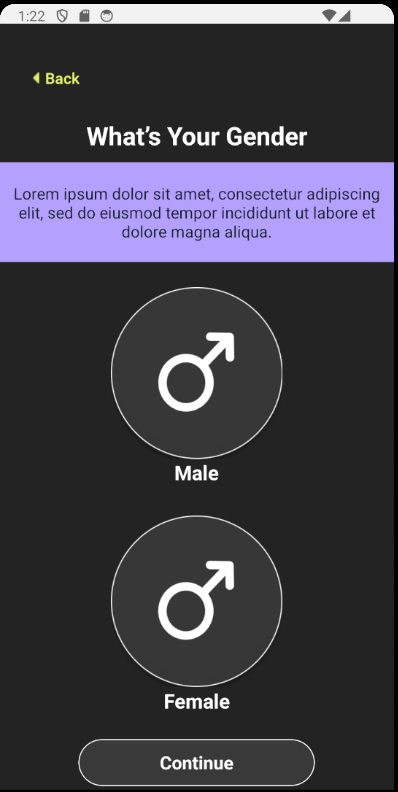 1:22
Back
What’s Your Gender
Lorem ipsum dolor sit amet, consectetur adipiscing
elit, sed do eiusmod tempor incididunt ut labore et
dolore magna aliqua.
Male
Female
Continue